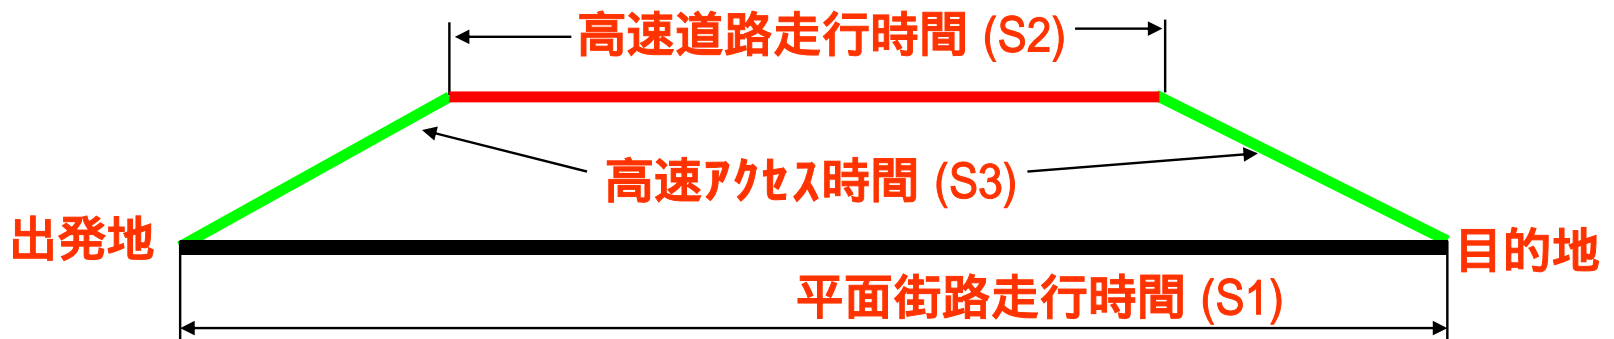 高速道路走行時間 (S2)
高速ｱｸｾｽ時間 (S3)
出発地
目的地
平面街路走行時間 (S1)